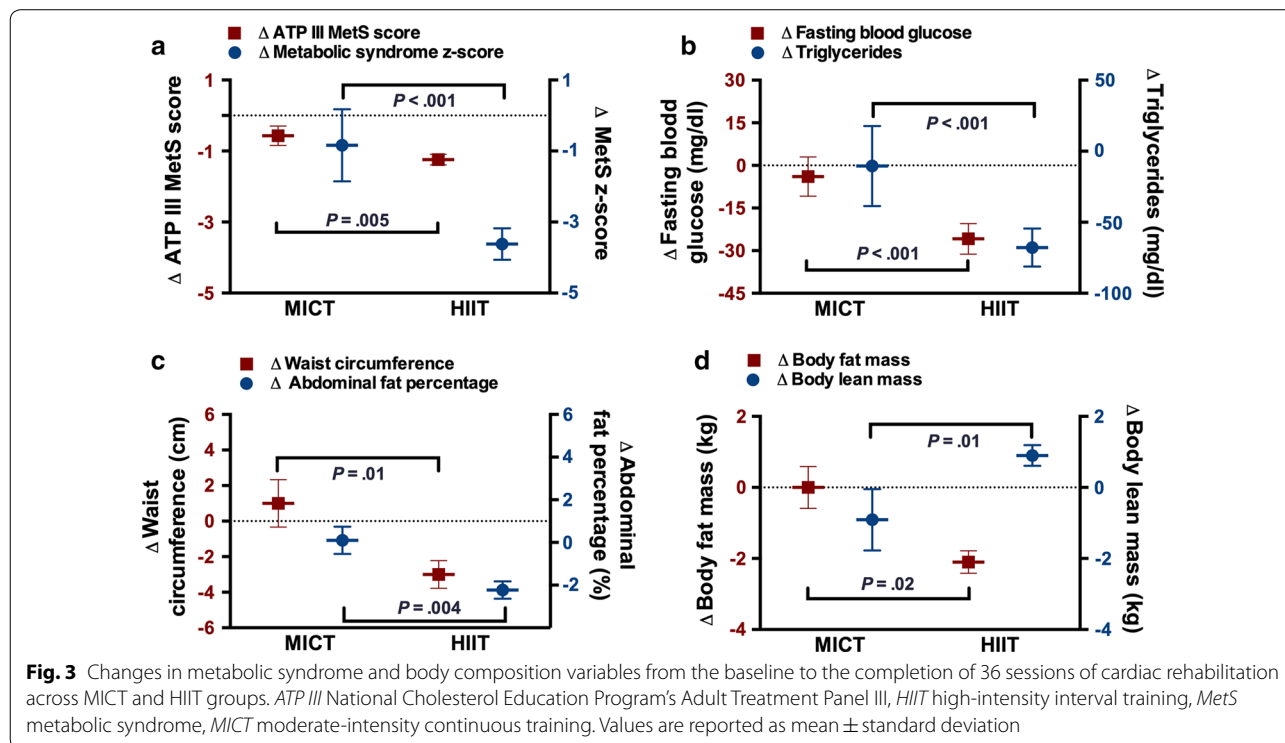 a
Δ ATP III MetS score
Δ Metabolic syndrome z-score
Δ ATP III MetS score
1
-1
-3
-5
P < .001
P = .005
1
-1
-3
-5
Δ MetS z-score
MICT HIIT
b
Δ Fasting blood glucose
Δ Triglycerides
Δ Fasting blodd glucose (mg/dl)
30
15
0
-15
-30
-45
P < .001
P < .001
50
0
-50
-100
Δ Triglycerides (mg/dl)
MICT HIIT
c
Δ Waist circumference
Δ Abdominal fat percentage
Δ Waist circumference (cm)
6
4
2
0
-2
-4
-6
P = .01
P = .004
6
4
2
0
-2
Δ Abdominal fat percentage (%)
MICT HIIT
d
Δ Body fat mass
Δ Body lean mass
Δ Body fat mass (kg)
2
0
-2
-4
P = .01
P = .02
2
0
-2
-4
Δ Body lean mass (kg)
MICT HIIT
Fig. 3 Changes in metabolic syndrome and body composition variables from the baseline to the completion of 36 sessions of cardiac rehabilitation
across MICT and HIIT groups. ATP III National Cholesterol Education Program's Adult Treatment Panel III, HIIT high-intensity interval training, MetS
metabolic syndrome, MICT moderate-intensity continuous training. Values are reported as mean ± standard deviation